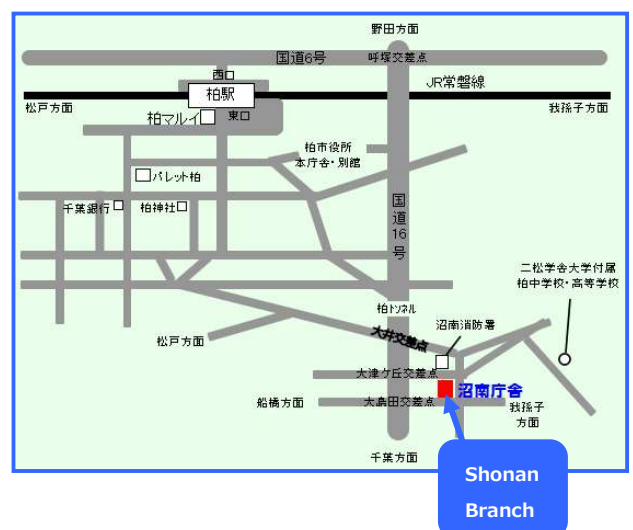 野田方面
国道6号
呼塚交差点
西口
JR常磐線
柏駅
松戸方面
我孫子方面
柏マルイ
東口
柏市役所
本庁舎・別館
パレット柏
国道16号
千葉銀行
柏神社
二松学舎大学付属
柏中学校・高等学校
柏トンネル
沼南消防署
大井交差点
松戸方面
大津ケ丘交差点
沼南庁舎
船橋方面
大島田交差点
我孫子
方面
千葉方面
Shonan
Branch